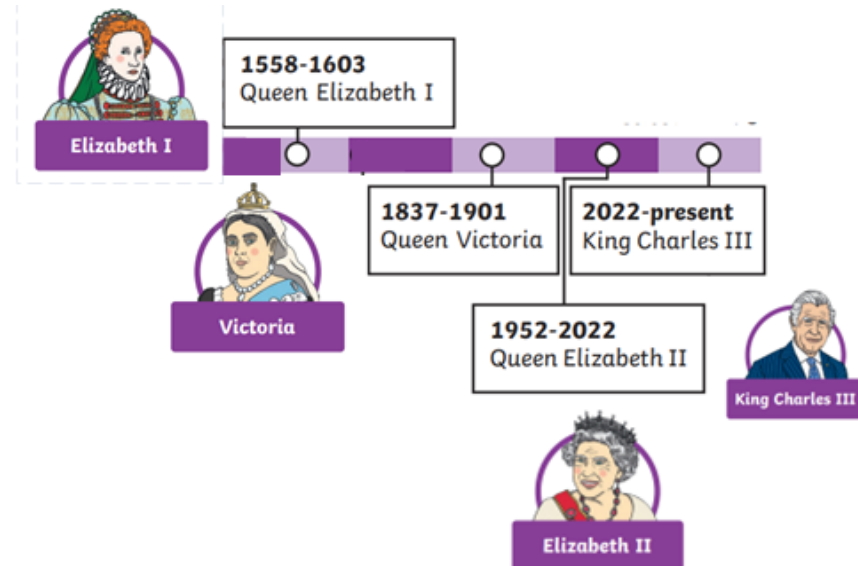 1558-1603
Queen Elizabeth I
Elizabeth I
1837-1901
Queen Victoria
2022-present
King Charles III
Victoria
1952-2022
Queen Elizabeth II
King Charles III
Elizabeth II